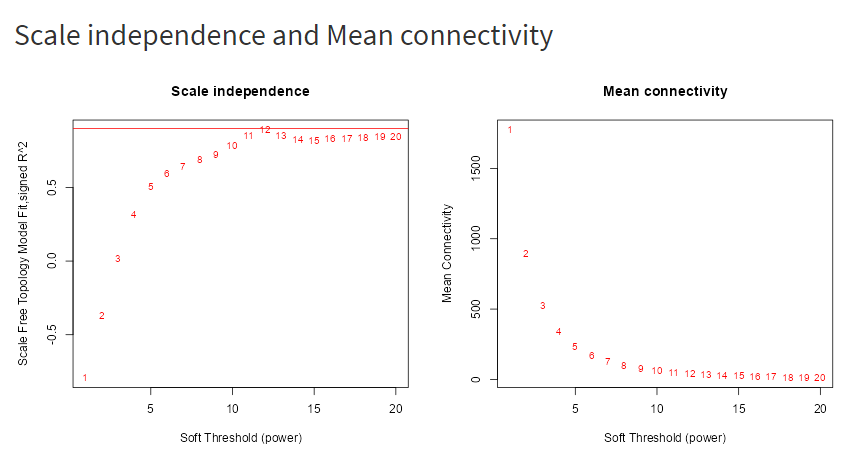 Scale independence and Mean connectivity
Scale independence
Scale Free Topology Model Fit,signed R^2
0.5
0.0
-0.5
1 2 3 4 5 6 7 8 9 10 11 12 13 14 15 16 17 18 19 20
5 10 15 20
Soft Threshold (power)
Mean connectivity
Mean Connectivity
1500
1000
500
0
1 2 3 4 5 6 7 8 9 10 11 12 13 14 15 16 17 18 19 20
5 10 15 20
Soft Threshold (power)